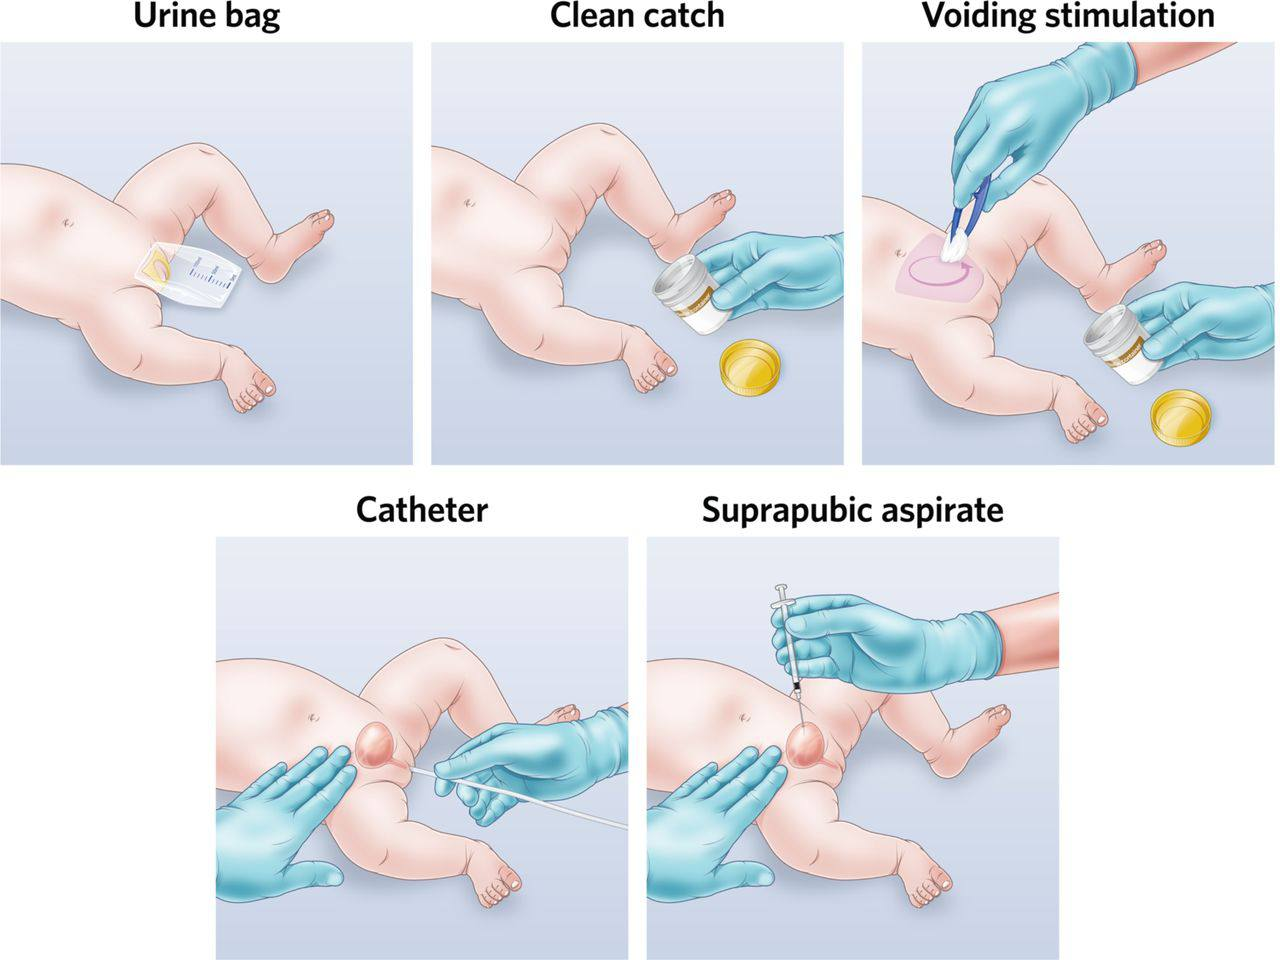 Urine bag
Clean catch
Voiding stimulation
Catheter
Suprapubic aspirate